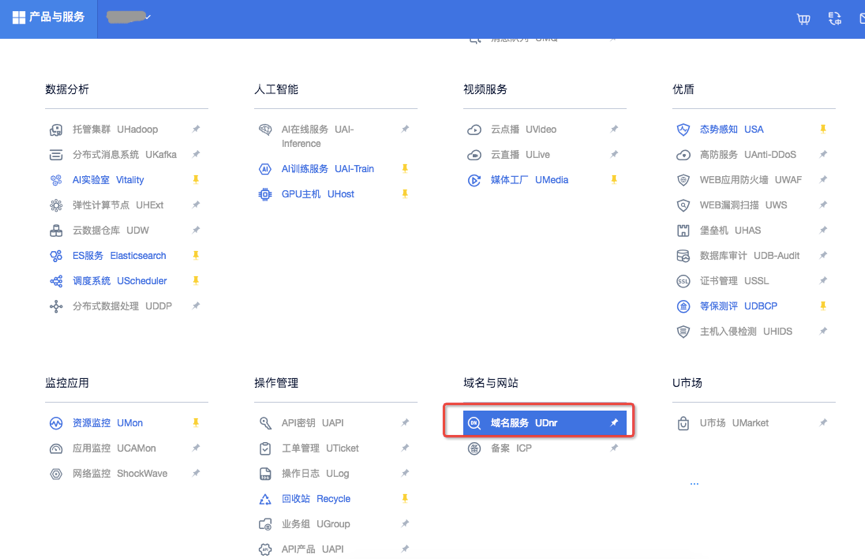 产品与服务
数据分析
托管集群 UHadoop
分布式消息系统 UKafka
AI实验室 Vitality
弹性计算节点 UHExt
云数据仓库 UDW
ES服务 Elasticsearch
调度系统 UScheduler
分布式数据处理 UDDP
人工智能
AI在线服务 UAI-
Inference
AI训练服务 UAI-Train
GPU主机 UHost
视频服务
云点播 UVideo
云直播 ULive
媒体工厂 UMedia
优质
态势感知 USA
高防服务 UAnti-DDoS
WEB应用防火墙 UWAF
WEB漏洞扫描 UWS
堡垒机 UHAS
数据库审计 UDB-Audit
证书管理 USSL
等保测评 UDBCP
主机入侵检测 UHIDS
监控应用
资源监控 UMon
应用监控 UCAMon
网络监控 ShockWave
操作管理
API密钥 UAPI
工单管理 UTicket
操作日志 ULog
回收站 Recycle
业务组 UGroup
API产品 UAPI
域名与网站
域名服务 UDnr
备案 ICP
U市场
U市场 UMarket
...